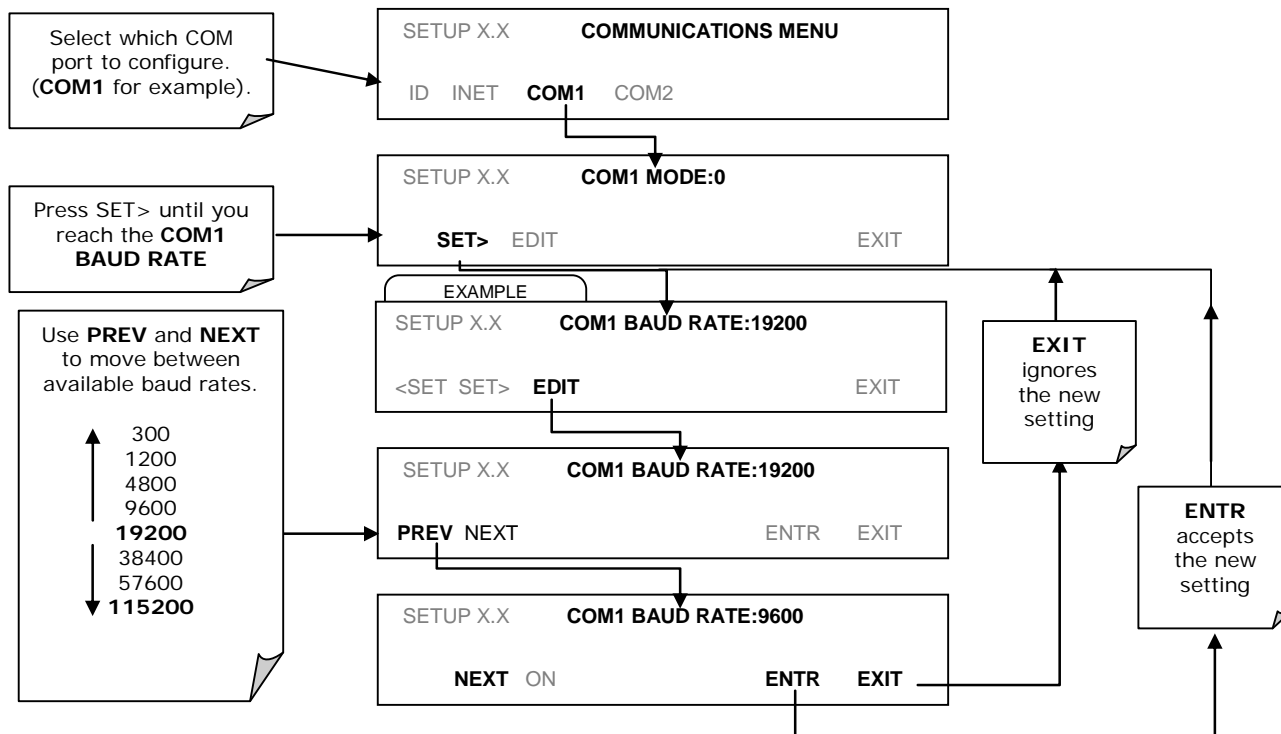 Select which COM
port to configure.
(COM1 for example).
SETUP X.X COMMUNICATIONS MENU
ID INET COM1 COM2
Press SET> until you
reach the COM1
BAUD RATE
SETUP X.X COM1 MODE:0
SET> EDIT EXIT
EXAMPLE
SETUP X.X COM1 BAUD RATE:19200
<SET SET> EDIT EXIT
Use PREV and NEXT
to move between
available baud rates.
300
1200
4800
9600
19200
38400
57600
115200
SETUP X.X COM1 BAUD RATE:19200
PREV NEXT ENTR EXIT
SETUP X.X COM1 BAUD RATE:9600
NEXT ON ENTR EXIT
EXIT
ignores
the new
setting
ENTR
accepts
the new
setting